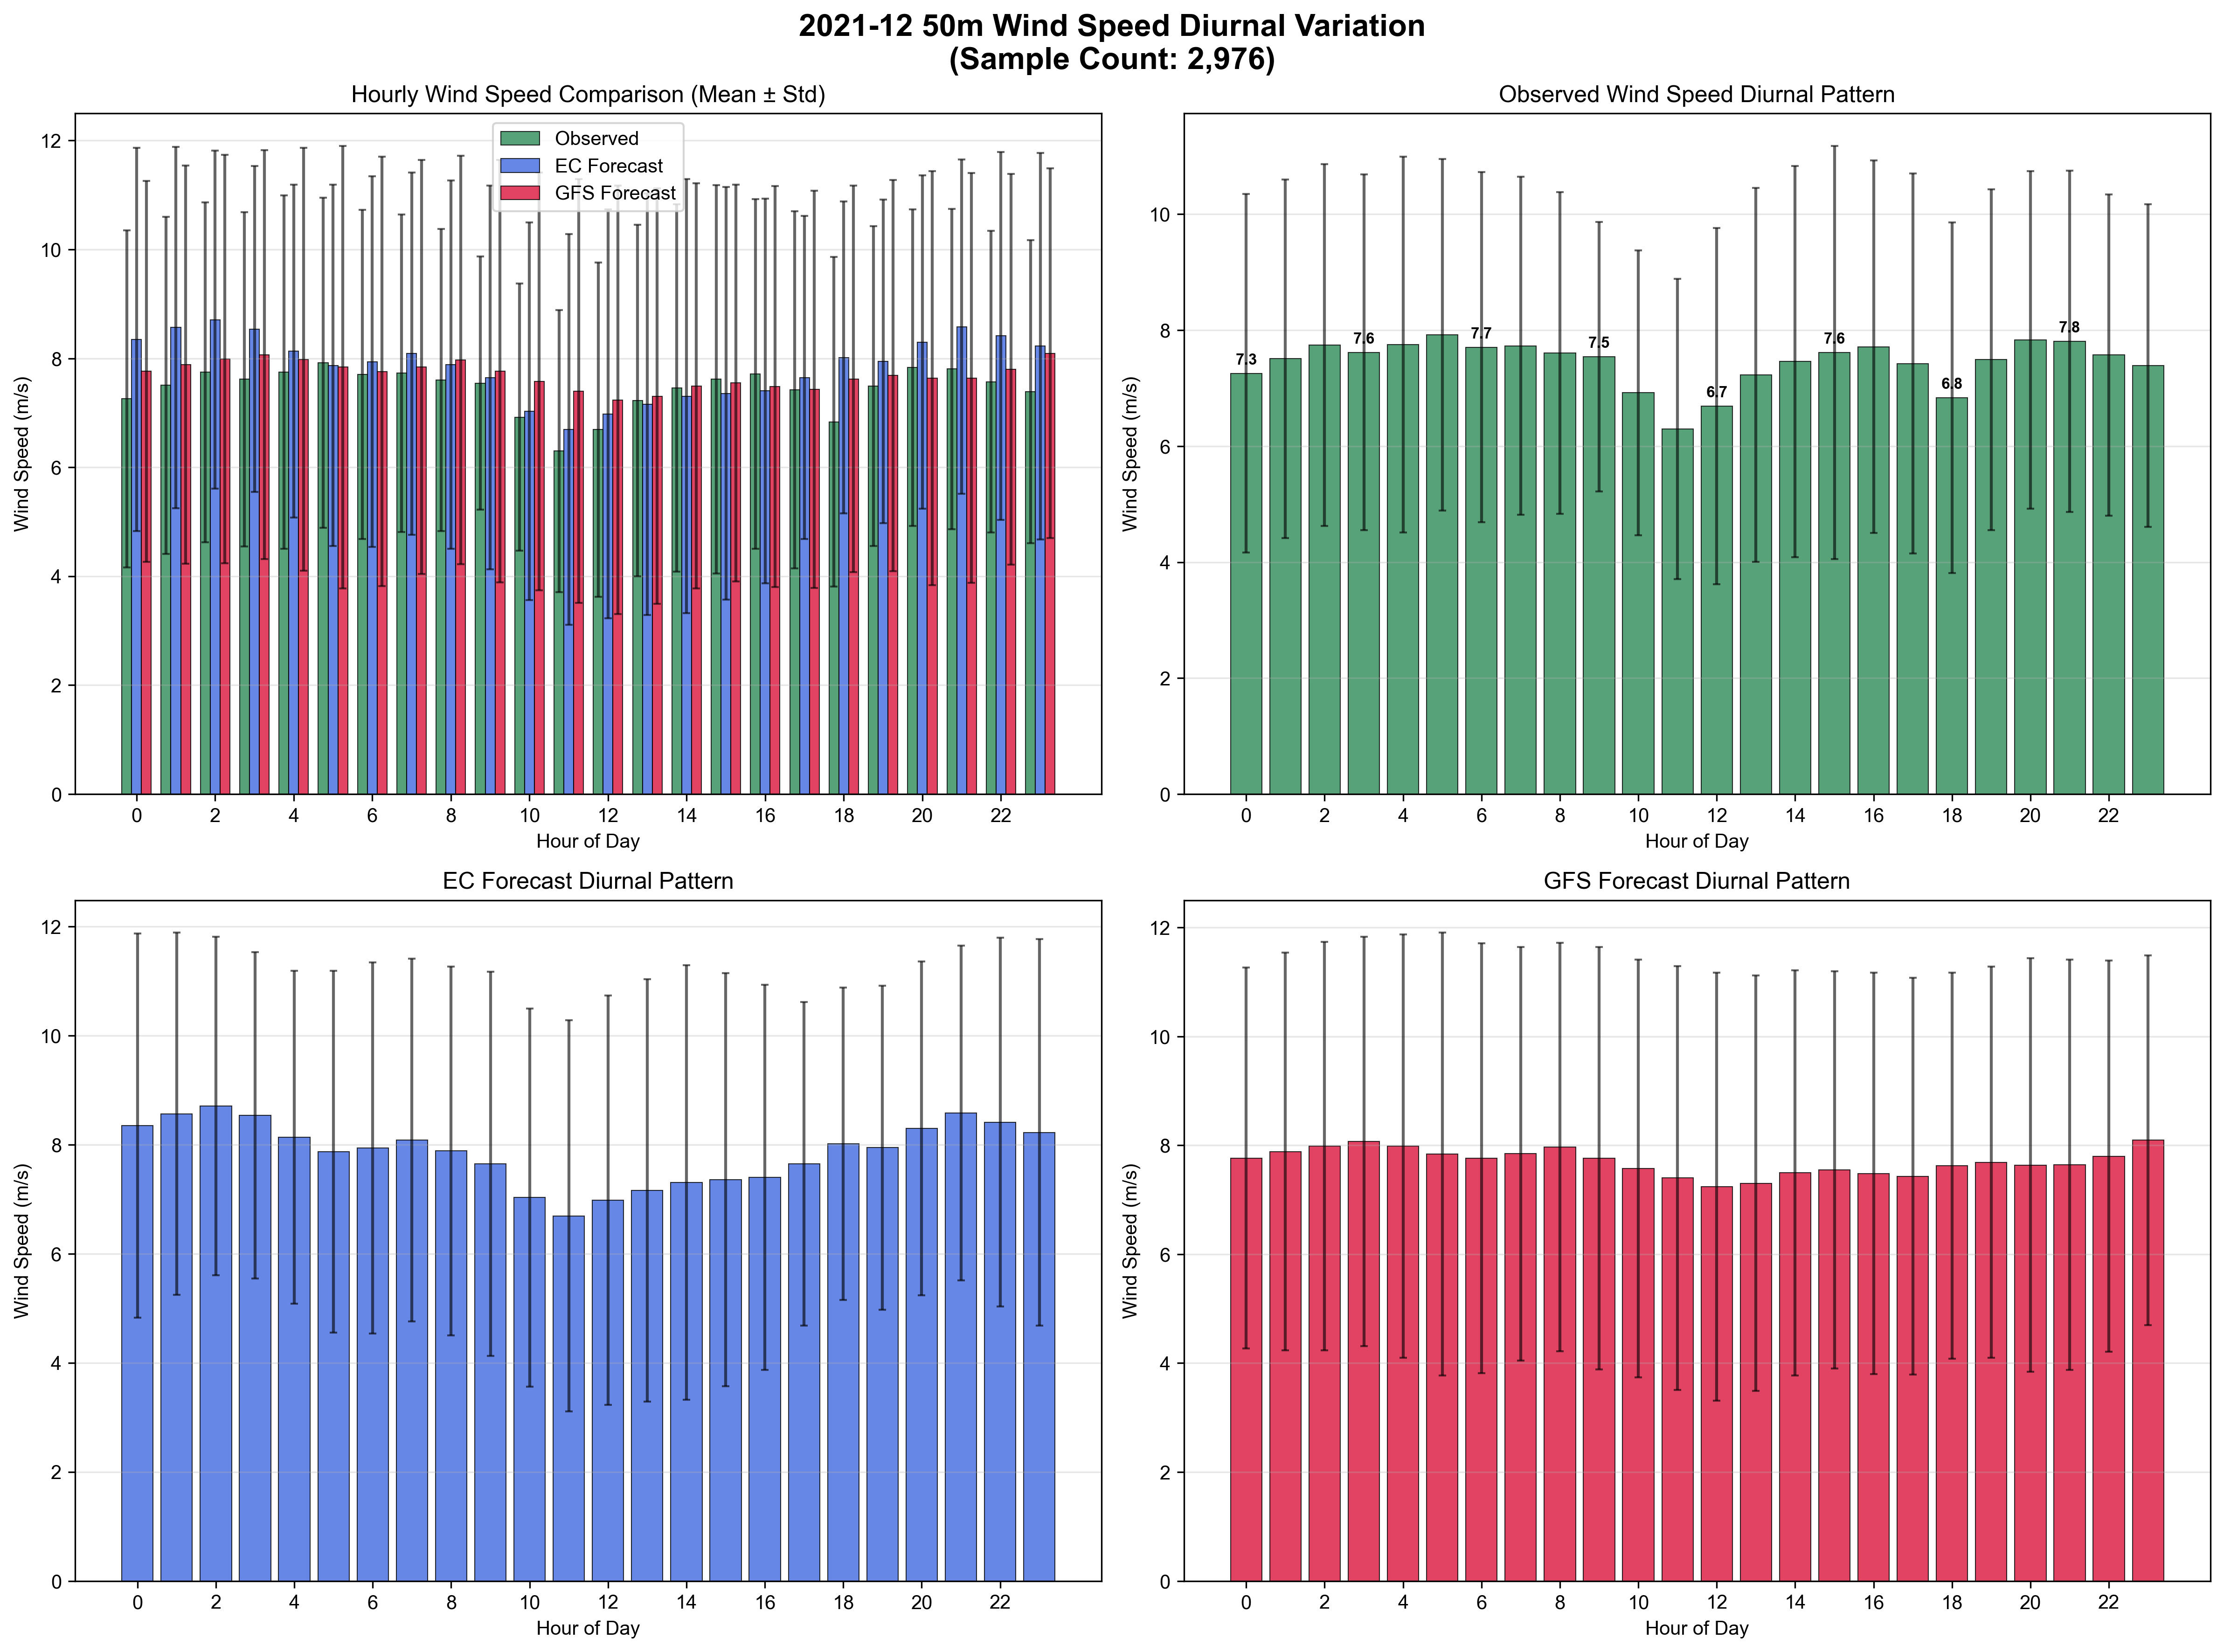 2021-12 50m Wind Speed Diurnal Variation
(Sample Count: 2,976)
Hourly Wind Speed Comparison (Mean ± Std)
Wind Speed (m/s)
12
10
8
6
4
2
0
Observed
EC Forecast
GFS Forecast
0 2 4 6 8 10 12 14 16 18 20 22
Hour of Day
Observed Wind Speed Diurnal Pattern
Wind Speed (m/s)
10
8
6
4
2
0
7.3 7.6 7.7 7.5 6.7 7.6 6.8 7.8
0 2 4 6 8 10 12 14 16 18 20 22
Hour of Day
EC Forecast Diurnal Pattern
Wind Speed (m/s)
12
10
8
6
4
2
0
0 2 4 6 8 10 12 14 16 18 20 22
Hour of Day
GFS Forecast Diurnal Pattern
Wind Speed (m/s)
12
10
8
6
4
2
0
0 2 4 6 8 10 12 14 16 18 20 22
Hour of Day